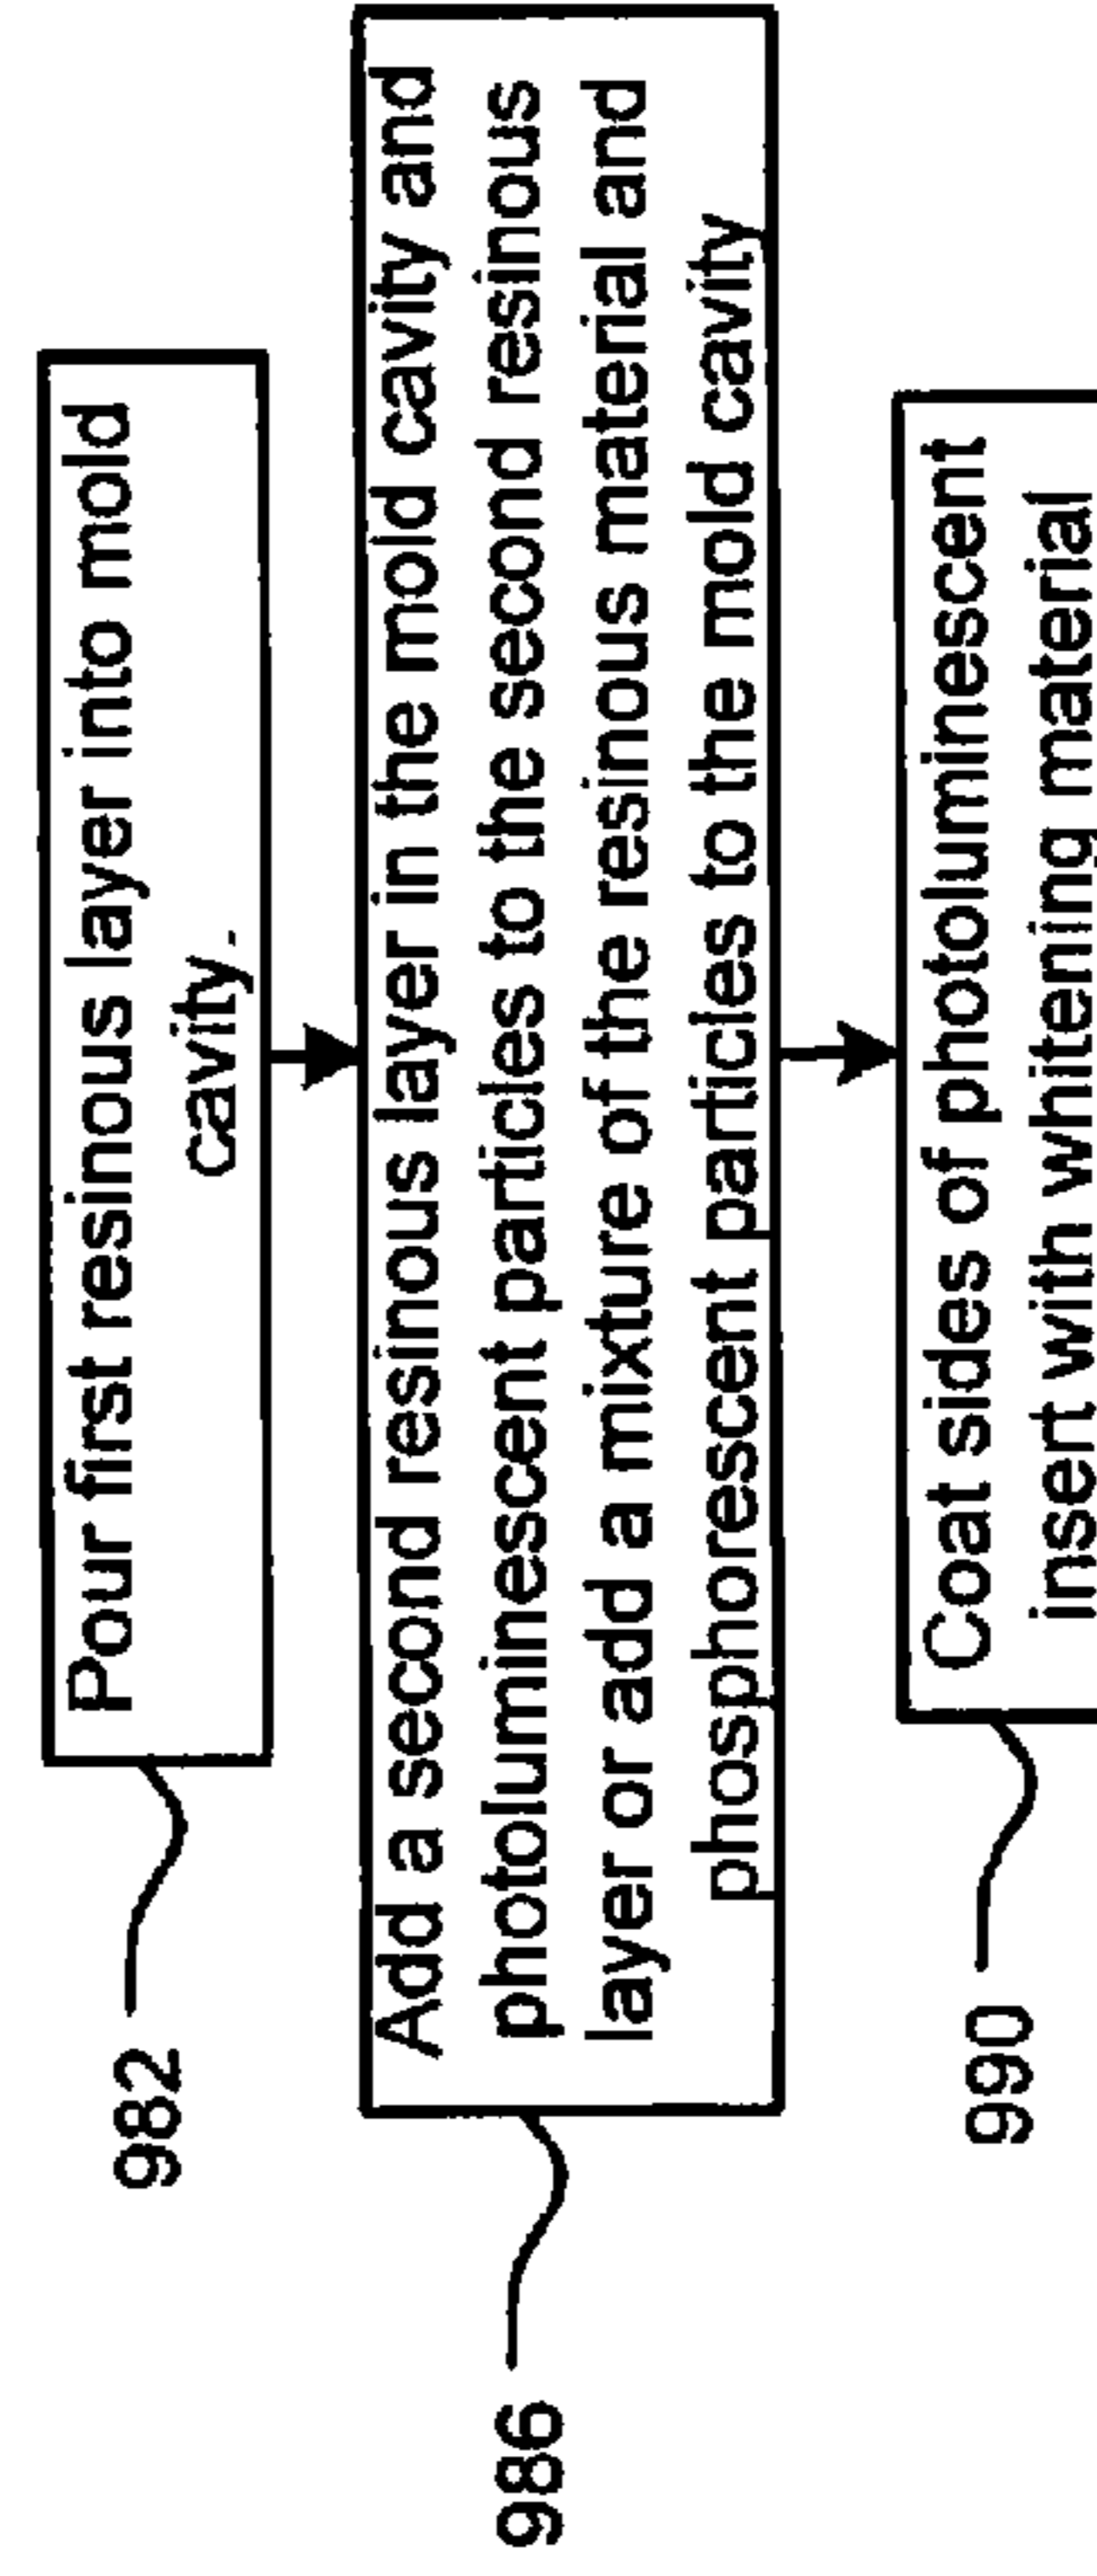 Pour first resinous layer into mold
cavity.
982
Add a second resinous layer in the mold cavity and
photoluminescent particles to the second resinous
layer or add a mixture of the resinous material and
phosphorescent particles to the mold cavity
986
Coat sides of photoluminescent
insert with whitening material
990